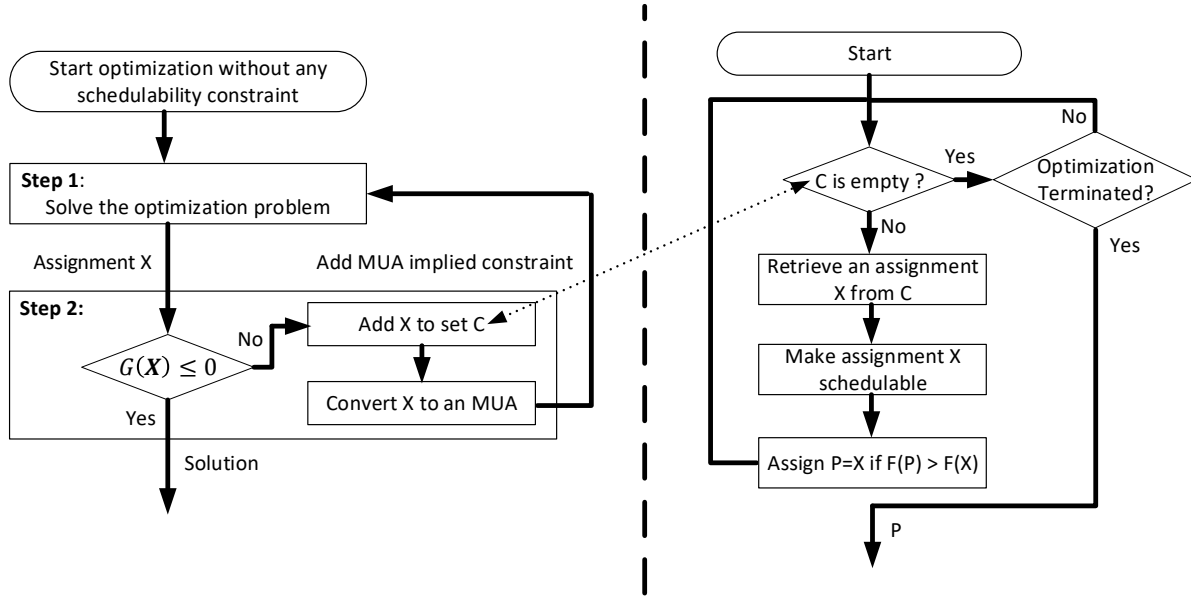 Start optimization without any
schedulability constraint
Step 1:
Solve the optimization problem
Assignment X
Add MUA implied constraint
Step 2:
G(X) ≤ 0
No
Add X to set C
Convert X to an MUA
Yes
Solution
Start
No
C is empty ?
Yes
Optimization
Terminated?
No
Yes
Retrieve an assignment
X from C
Make assignment X
schedulable
Assign P=X if F(P) > F(X)
P